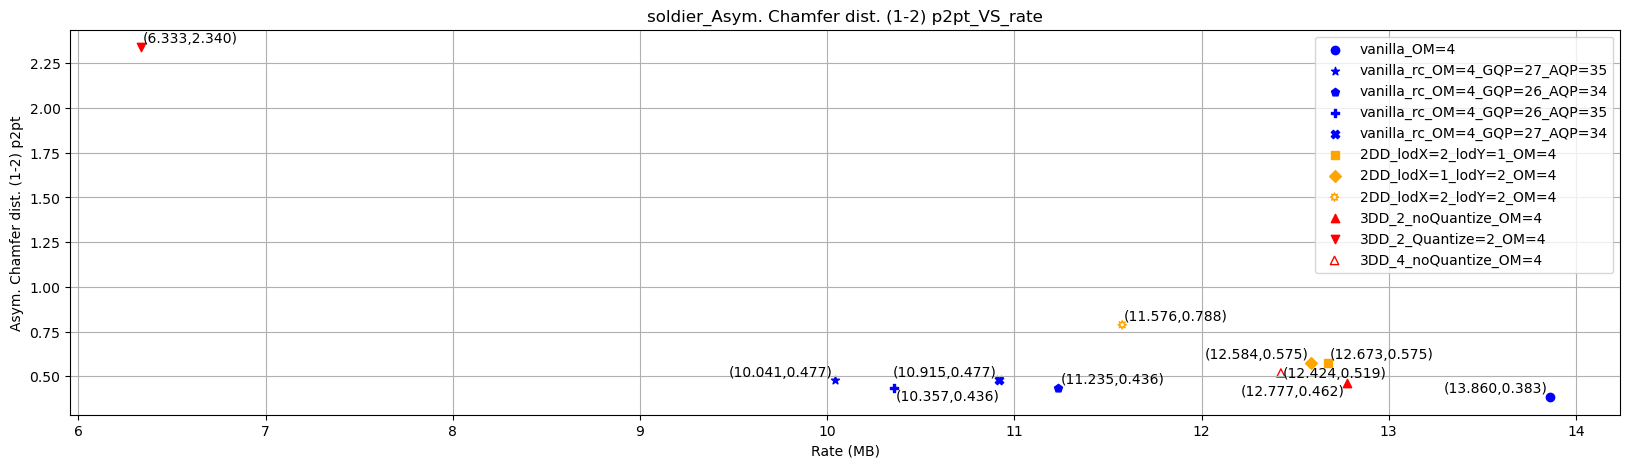 soldier_Asym. Chamfer dist. (1-2) p2pt_VS_rate
Asym. Chamfer dist. (1-2) p2pt
2.25
2.00
1.75
1.50
1.25
1.00
0.75
0.50
(6.333,2.340)
(11.576,0.788)
(12.584,0.575)
(12.673,0.575)
(10.041,0.477)
(10.915,0.477)
(11.235,0.436)
(12.424,0.519)
(10.357,0.436)
(12.777,0.462)
(13.860,0.383)
vanilla_OM=4
vanilla_rc_OM=4_GQP=27_AQP=35
vanilla_rc_OM=4_GQP=26_AQP=34
vanilla_rc_OM=4_GQP=26_AQP=35
vanilla_rc_OM=4_GQP=27_AQP=34
2DD_lodX=2_lodY=1_OM=4
2DD_lodX=1_lodY=2_OM=4
2DD_lodX=2_lodY=2_OM=4
3DD_2_noQuantize_OM=4
3DD_2_Quantize=2_OM=4
3DD_4_noQuantize_OM=4
6
7
8
9
10
11
12
13
14
Rate (MB)